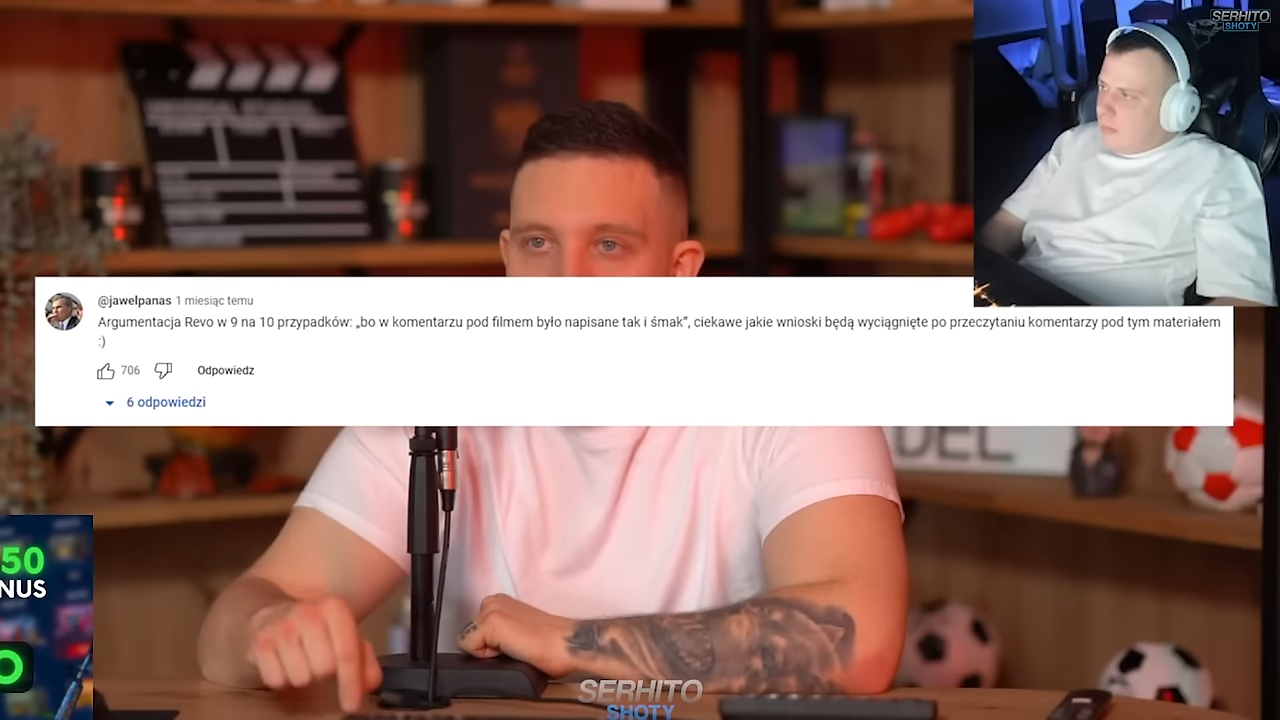 SERHITO
SHOTY
@jawelpanas 1 miesiąc temu
Argumentacja Revo w 9 na 10 przypadków: „bo w komentarzu pod filmem było napisane tak i śmak”, ciekawe jakie wnioski będą wyciągnięte po przeczytaniu komentarzy pod tym materiałem
:)
706
Odpowiedz
6 odpowiedzi
DEL
50
NUS
O
SERHITO
SHOTY